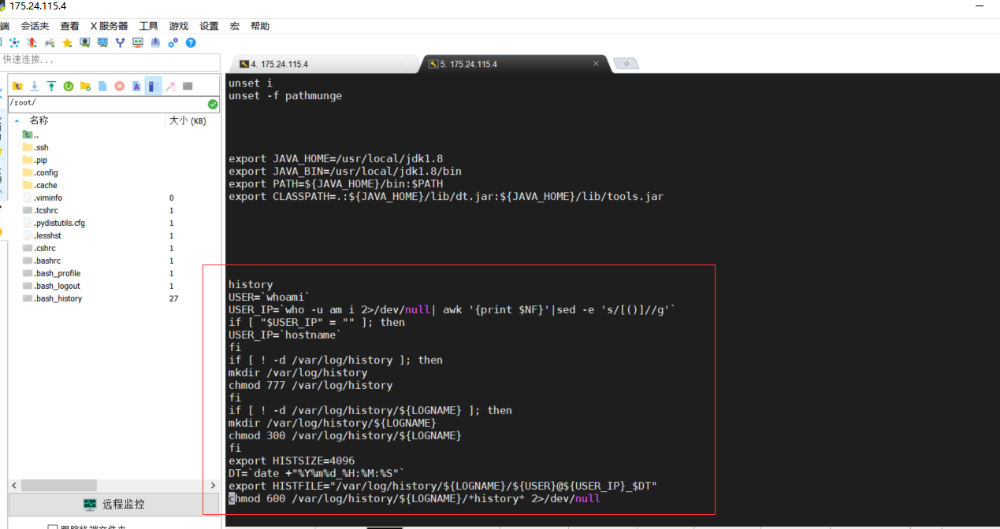 175.24.115.4
端 会话夹 查看 X 服务器 工具 游戏 设置 宏 帮助
快速连接...
4. 175.24.115.4
5. 175.24.115.4
/root/
名称 大小 (KB)
..
.ssh
.pip
.config
.cache
.viminfo 0
.tcshrc 1
.pydistutils.cfg 1
.lesshst 1
.cshrc 1
.bashrc 1
.bash_profile 1
.bash_logout 1
.bash_history 27
远程监控
跟踪终端文件夹
unset i
unset -f pathmunge
export JAVA_HOME=/usr/local/jdk1.8
export JAVA_BIN=/usr/local/jdk1.8/bin
export PATH=${JAVA_HOME}/bin:$PATH
export CLASSPATH=.:${JAVA_HOME}/lib/dt.jar:${JAVA_HOME}/lib/tools.jar
history
USER=`whoami`
USER_IP=`who -u am i 2>/dev/null| awk '{print $NF}'|sed -e 's/[()]//g'`
if [ "$USER_IP" = "" ]; then
USER_IP=`hostname`
fi
if [ ! -d /var/log/history ]; then
mkdir /var/log/history
chmod 777 /var/log/history
fi
if [ ! -d /var/log/history/${LOGNAME} ]; then
mkdir /var/log/history/${LOGNAME}
chmod 300 /var/log/history/${LOGNAME}
fi
export HISTSIZE=4096
DT=`date +"%Y%m%d_%H:%M:%S"`
export HISTFILE="/var/log/history/${LOGNAME}/${USER}@${USER_IP}_$DT"
chmod 600 /var/log/history/${LOGNAME}/*history* 2>/dev/null